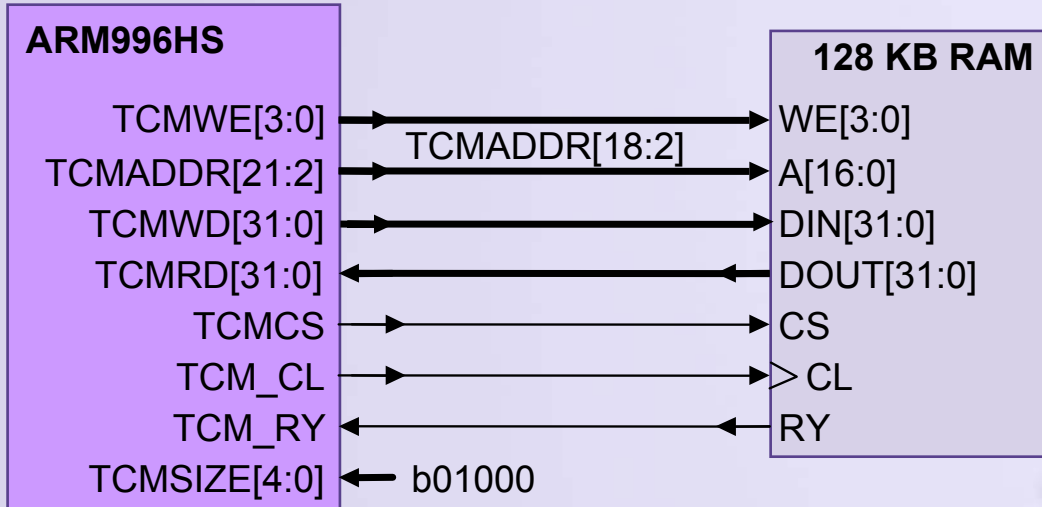 ARM996HS
128 KB RAM
TCMWE[3:0]
WE[3:0]
TCMADDR[18:2]
TCMADDR[21:2]
A[16:0]
TCMWD[31:0]
DIN[31:0]
TCMRD[31:0]
DOUT[31:0]
TCMCS
CS
TCM_CL
CL
TCM_RY
RY
TCMSIZE[4:0]
b01000